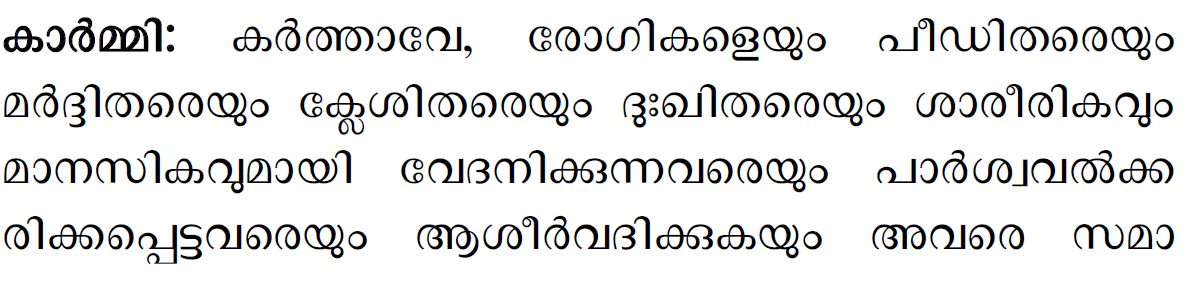 കാർമ്മി: കർത്താവേ, രോഗികളെയും പീഡിതരെയും
മർദ്ദിതരെയും ക്ലേശിതരെയും ദുഃഖിതരെയും ശാരീരികവും
മാനസികവുമായി വേദനിക്കുന്നവരെയും പാർശ്വവൽക്ക
രിക്കപ്പെട്ടവരെയും ആശീർവദിക്കുകയും അവരെ സമാ